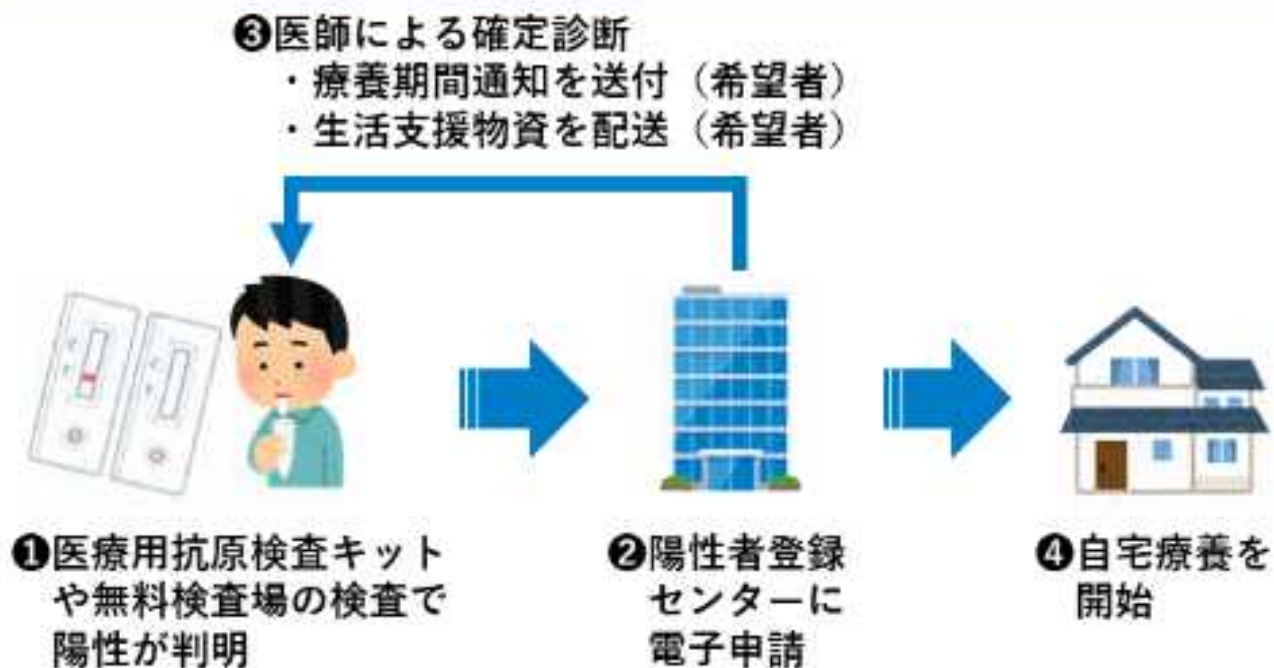 ❸医師による確定診断
・療養期間通知を送付（希望者）
・生活支援物資を配送（希望者）
❶医療用抗原検査キット
や無料検査場の検査で
陽性が判明
❷陽性者登録
センターに
電子申請
❹自宅療養を
開始